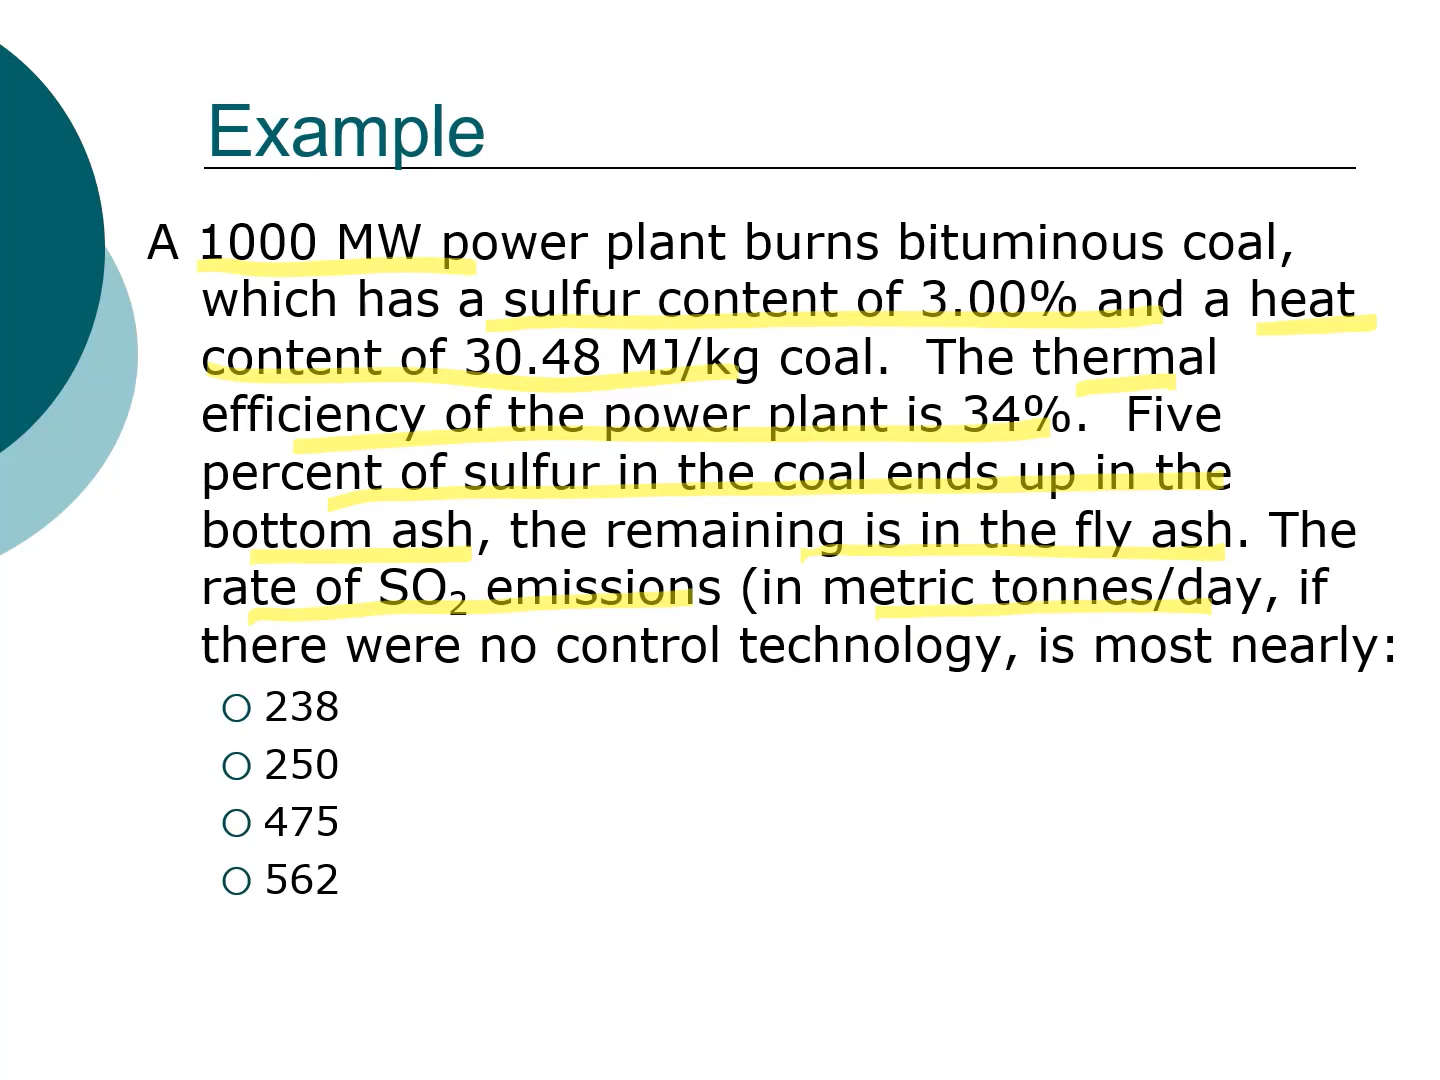 Example
A 1000 MW power plant burns bituminous coal,
which has a sulfur content of 3.00% and a heat
content of 30.48 MJ/kg coal.  The thermal
efficiency of the power plant is 34%.  Five
percent of sulfur in the coal ends up in the
bottom ash, the remaining is in the fly ash. The
rate of SO₂ emissions (in metric tonnes/day, if
there were no control technology, is most nearly:
238
250
475
562